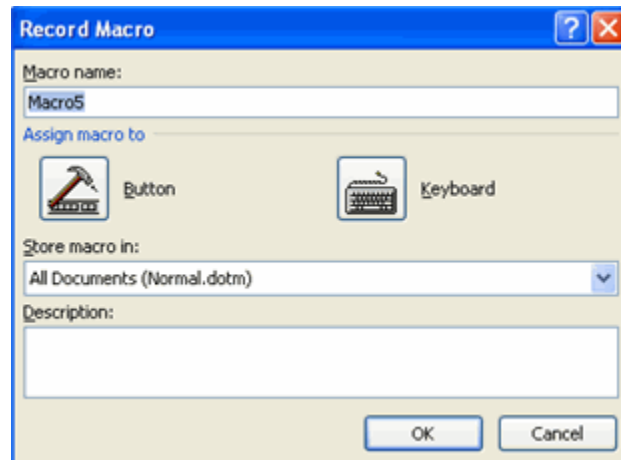 Record Macro
Macro name:
Macro5
Assign macro to
Button Keyboard
Store macro in:
All Documents (Normal.dotm)
Description:
OK Cancel